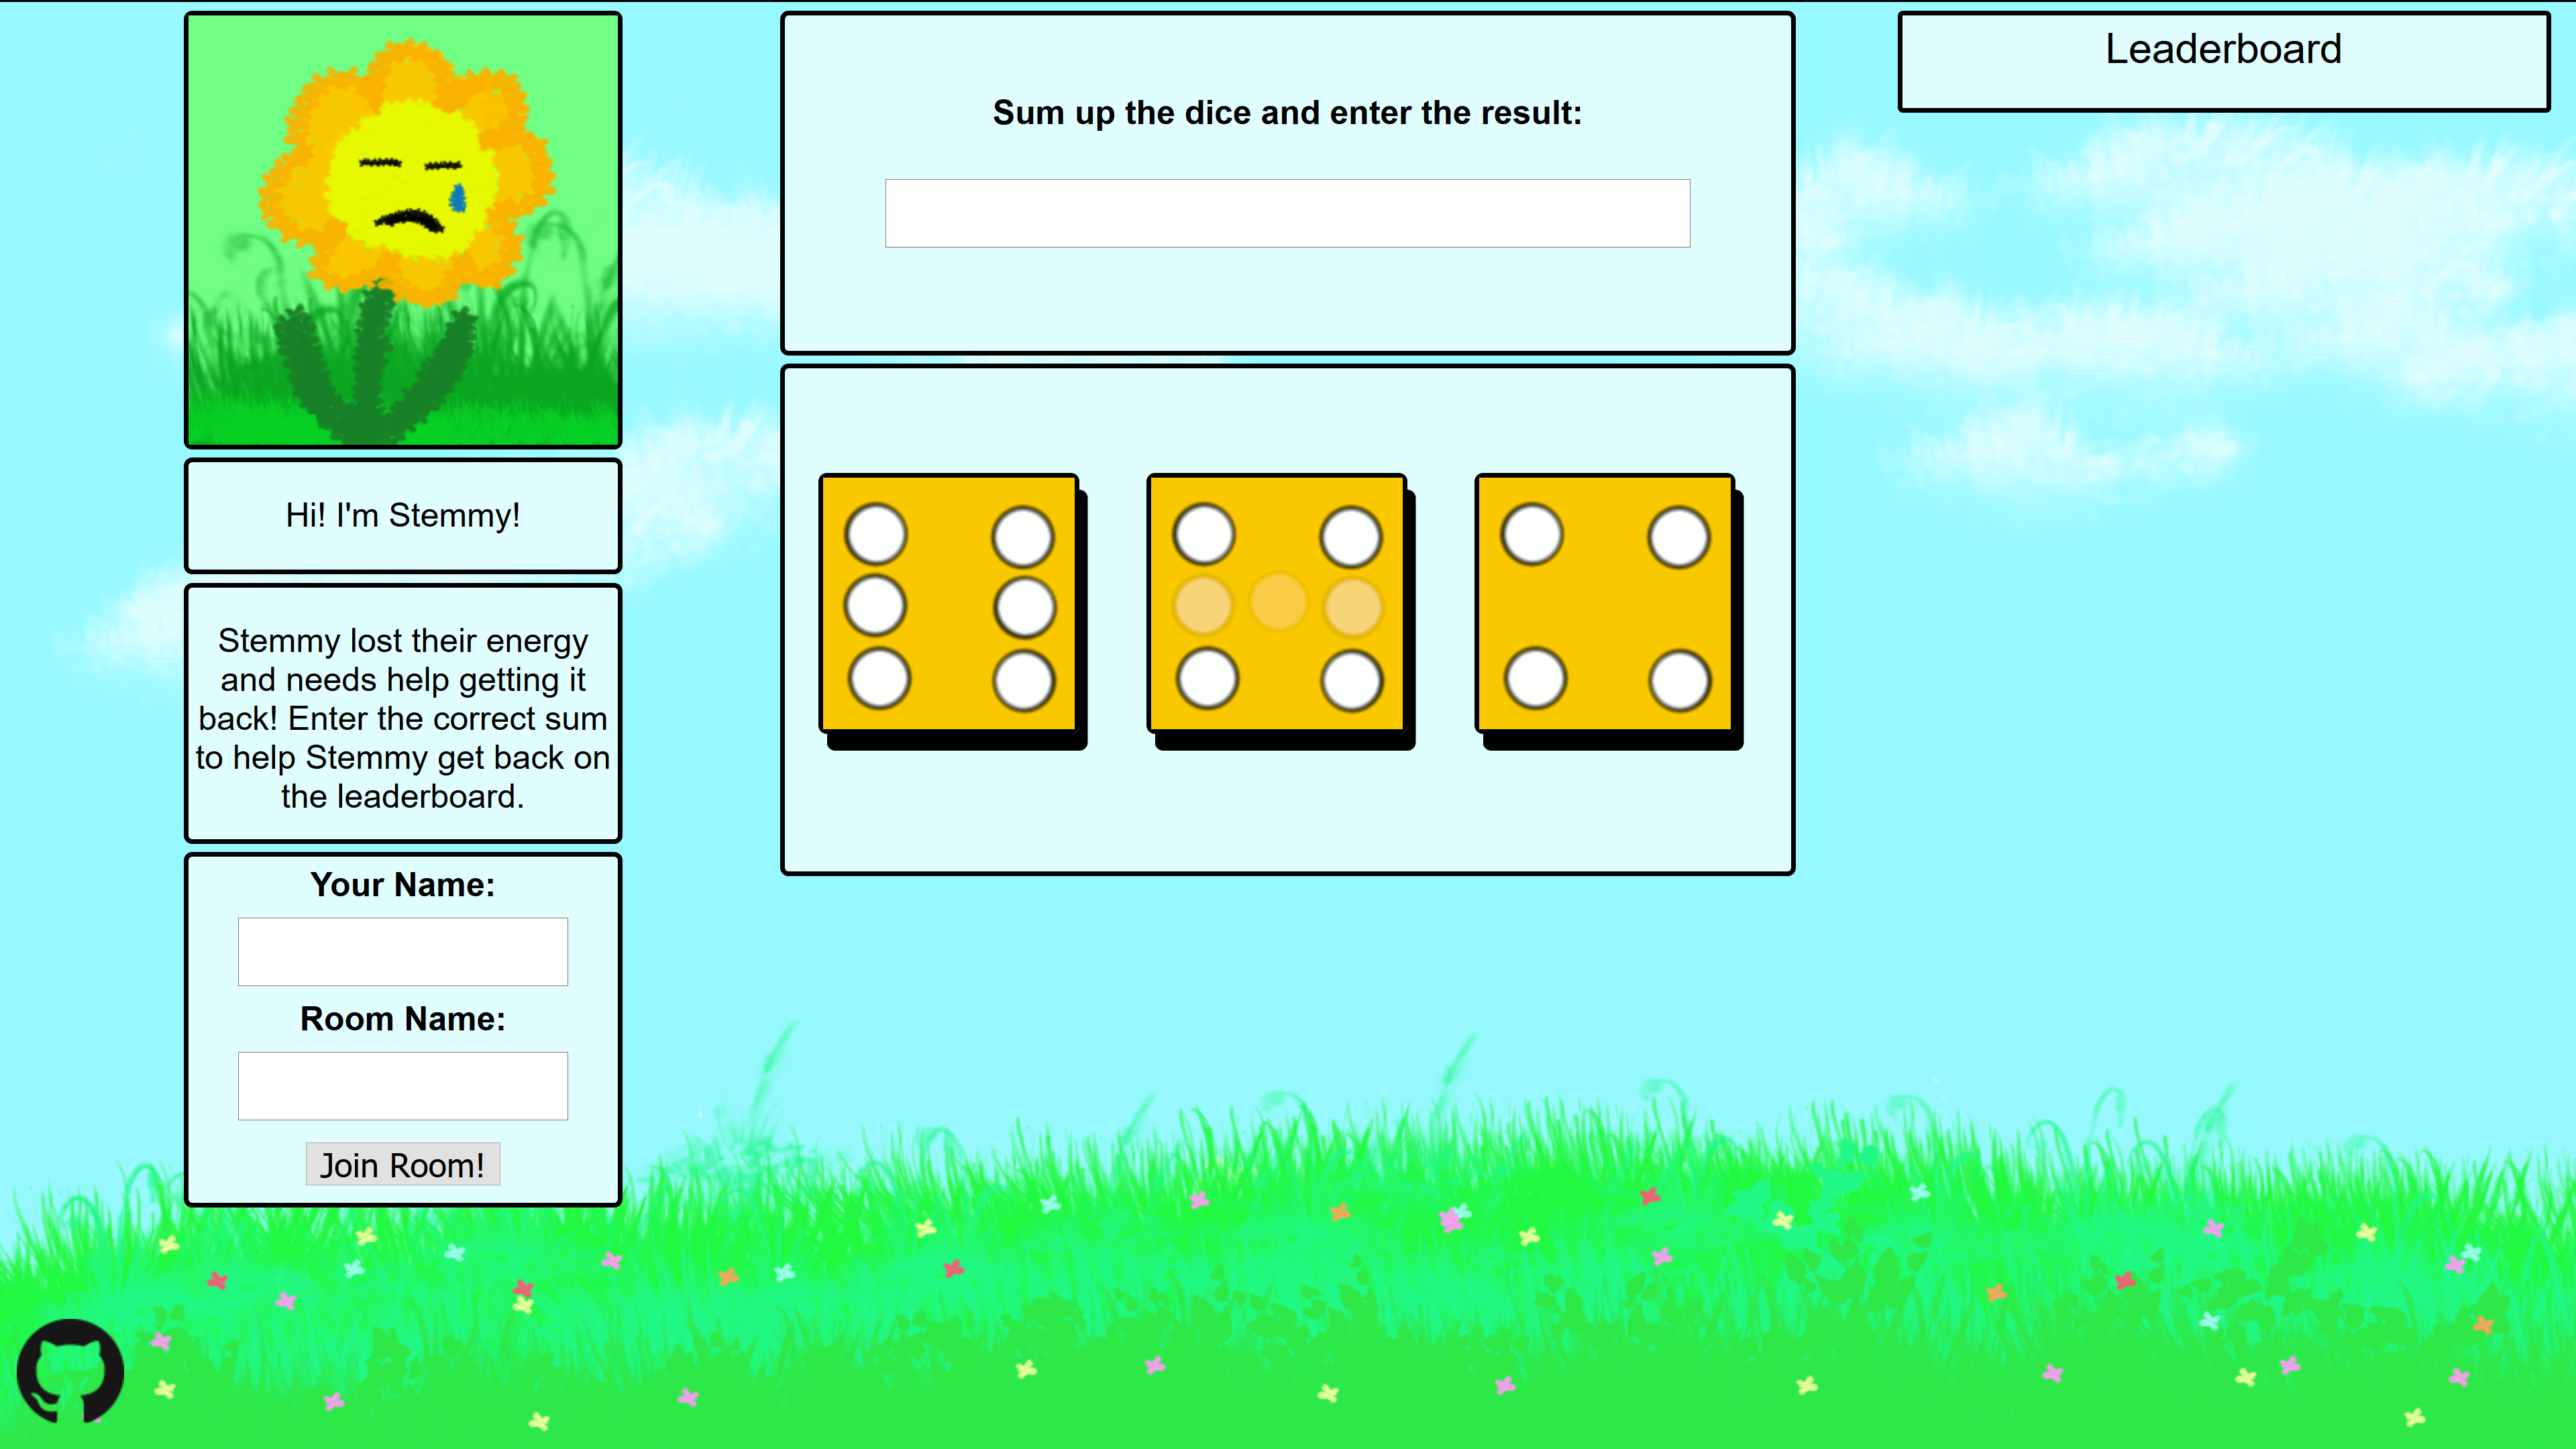 Hi! I'm Stemmy!
Stemmy lost their energy
and needs help getting it
back! Enter the correct sum
to help Stemmy get back on
the leaderboard.
Your Name:
Room Name:
Join Room!
Sum up the dice and enter the result:
Leaderboard